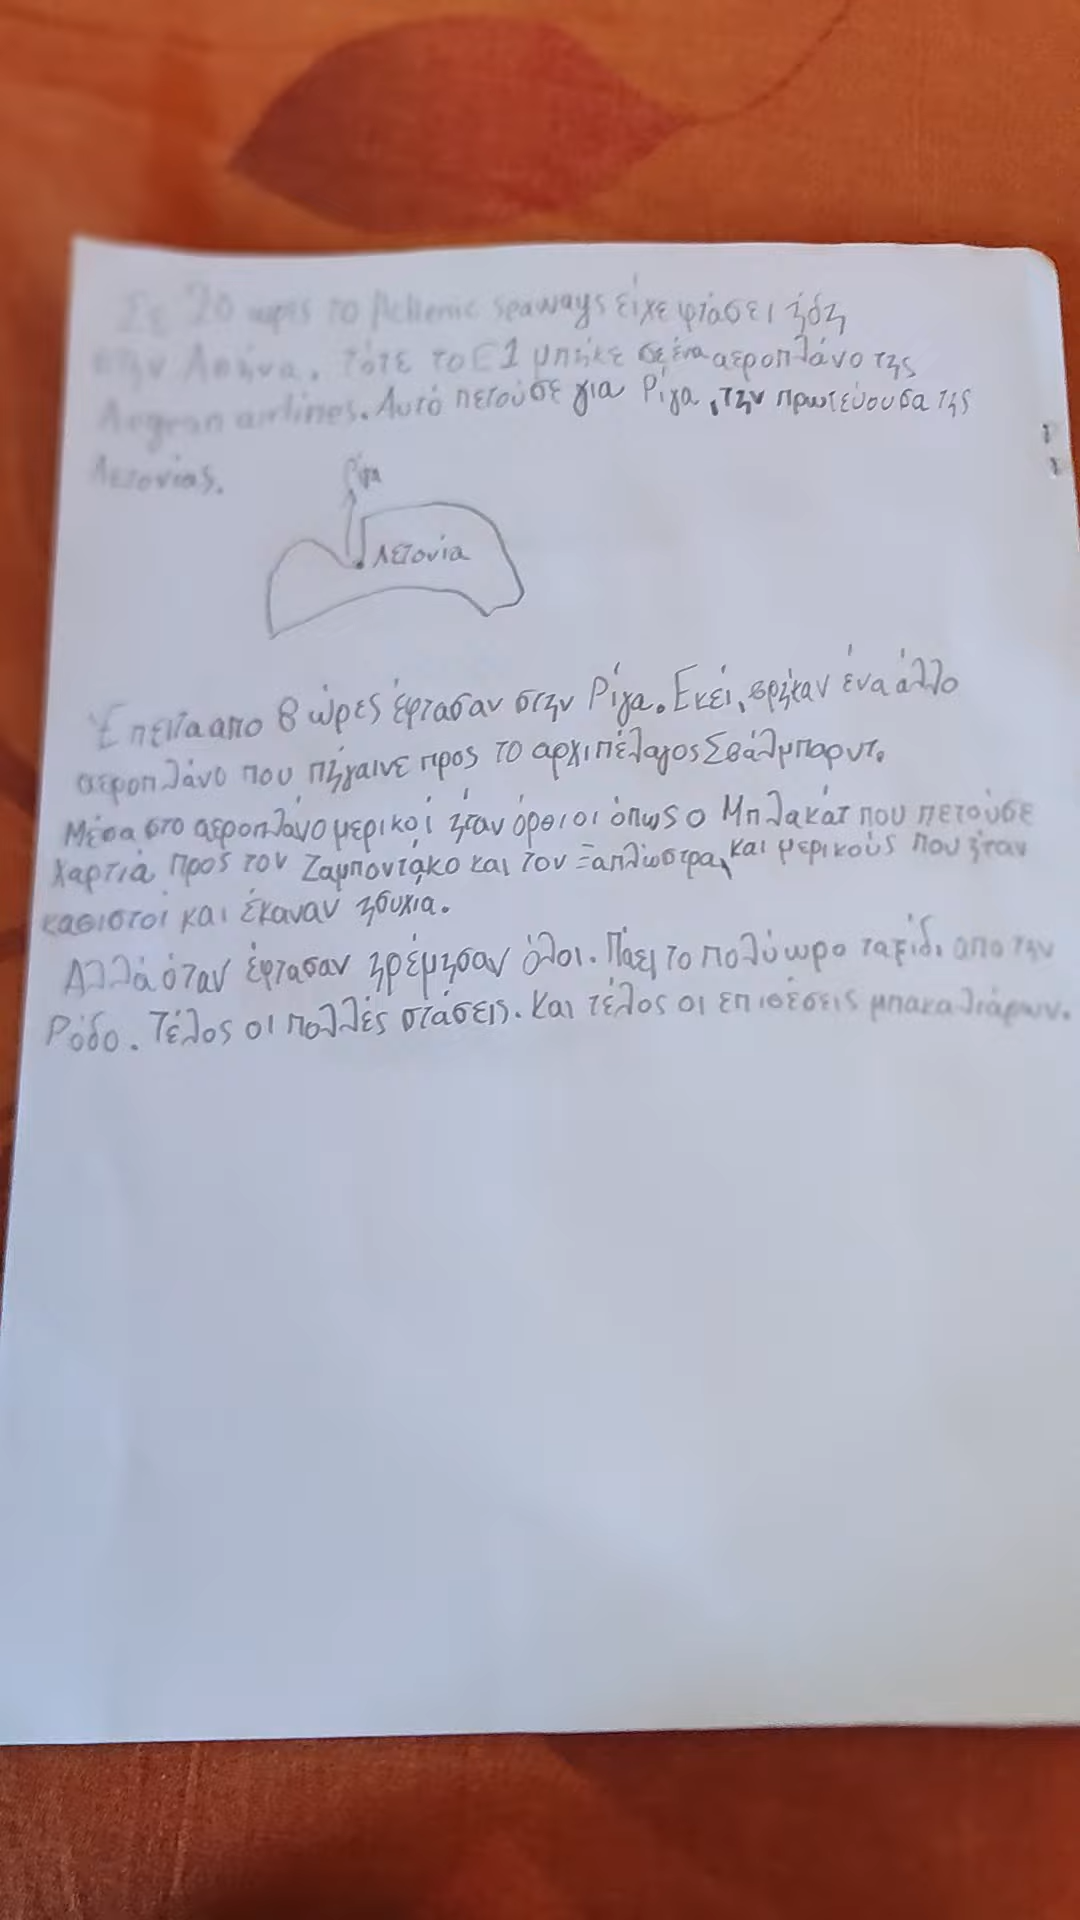 Σε 20 ώρες το Hellenic seaways είχε φτάσει ήδη
στην Αθήνα. Τότε το Ε1 μπήκε σε ένα αεροπλάνο της
Aegean airlines. Αυτό πετούσε για Ρίγα, την πρωτεύουσα της
Λετονίας.
Ρίγα
Λετονία
Έπειτα απο 8 ώρες έφτασαν στην Ρίγα. Εκεί, βρήκαν ένα άλλο
αεροπλάνο που πήγαινε προς το αρχιπέλαγος Σβάλμπαρντ.
Μέσα στο αεροπλάνο μερικοί ήταν όρθιοι όπως ο Μπλακάτ που πετούσε
χαρτιά προς τον Ζαμποντάκο και τον Ξαπλώστρα, και μερικούς που ήταν
καθιστοί και έκαναν ησυχια.
Αλλά όταν έφτασαν ηρέμησαν όλοι. Πάει το πολύωρο ταξίδι απο την
Ρόδο. Τέλος οι πολλές στάσεις. Και τέλος οι επιθέσεις μπακαλιάρων.